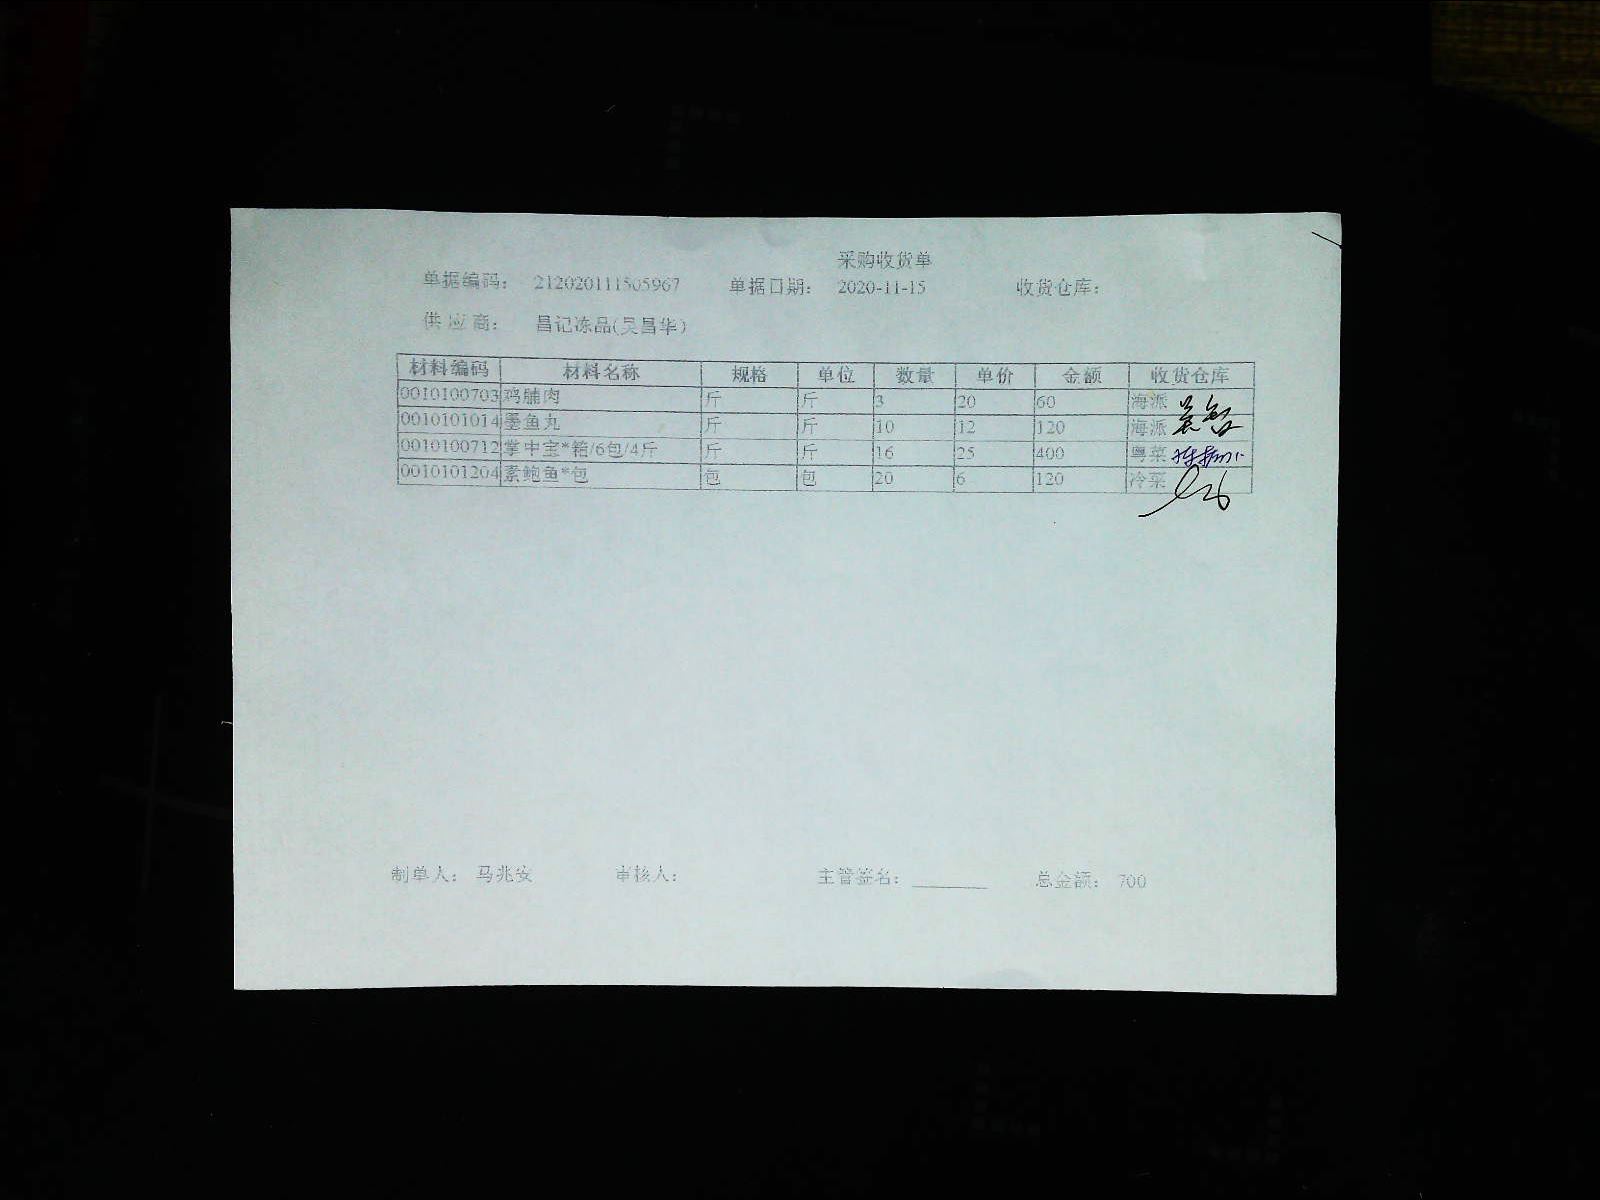 采购收货单
单据编码： 212020111505967 单据日期： 2020-11-15 收货仓库：
供 应 商： 昌记冻品(吴昌华)
材料编码 材料名称 规格 单位 数量 单价 金额 收货仓库
0010100703 鸡脯肉 斤 斤 3 20 60 海派
0010101014 墨鱼丸 斤 斤 10 12 120 海派
0010100712 掌中宝*箱/6包/4斤 斤 斤 16 25 400 粤菜
0010101204 素鲍鱼*包 包 包 20 6 120 冷菜
制单人： 马兆安 审核人： 主管签名： 总金额： 700